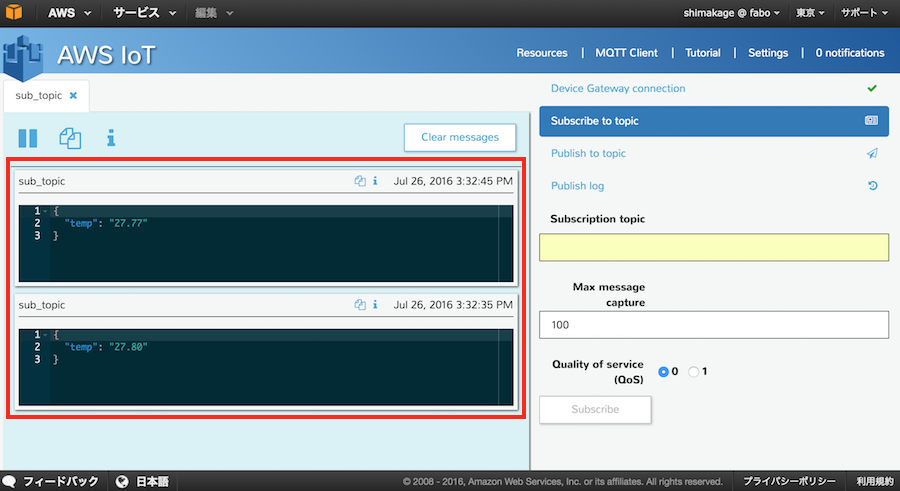 AWS サービス 編集 shimakage @ fabo 東京 サポート
AWS IoT
Resources | MQTT Client | Tutorial | Settings | 0 notifications
sub_topic ×
Clear messages
sub_topic Jul 26, 2016 3:32:45 PM
1 {
2 "temp": "27.77"
3 }
sub_topic Jul 26, 2016 3:32:35 PM
1 {
2 "temp": "27.80"
3 }
Device Gateway connection
Subscribe to topic
Publish to topic
Publish log
Subscription topic
Max message
capture
100
Quality of service
(QoS)
0 1
Subscribe
フィードバック 日本語 © 2008 - 2016, Amazon Web Services, Inc. or its affiliates. All rights reserved. プライバシーポリシー 利用規約